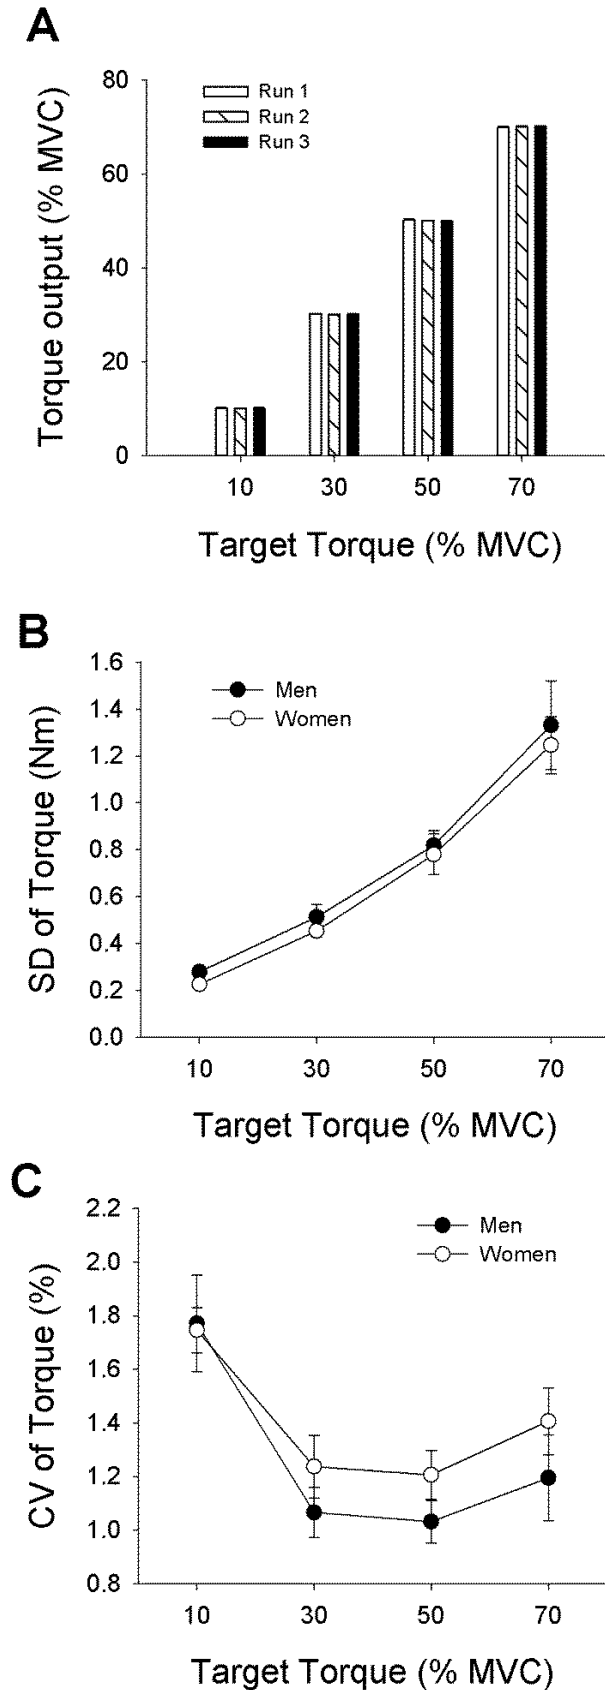 A
Torque output (% MVC)
80
60
40
20
0
Run 1
Run 2
Run 3
10 30 50 70
Target Torque (% MVC)
B
SD of Torque (Nm)
1.6
1.4
1.2
1.0
0.8
0.6
0.4
0.2
0.0
Men
Women
10 30 50 70
Target Torque (% MVC)
C
CV of Torque (%)
2.2
2.0
1.8
1.6
1.4
1.2
1.0
0.8
Men
Women
10 30 50 70
Target Torque (% MVC)